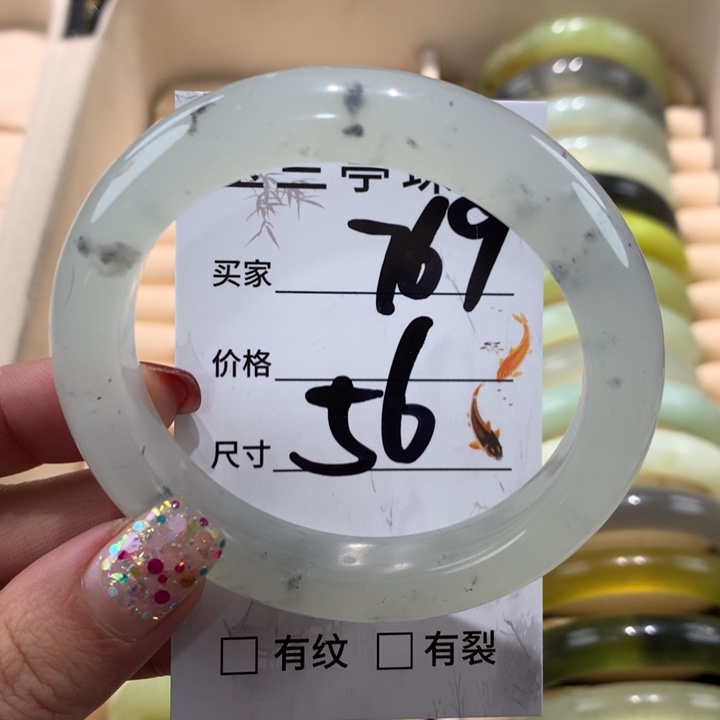 买家 769
价格
尺寸 56
□ 有纹 □ 有裂